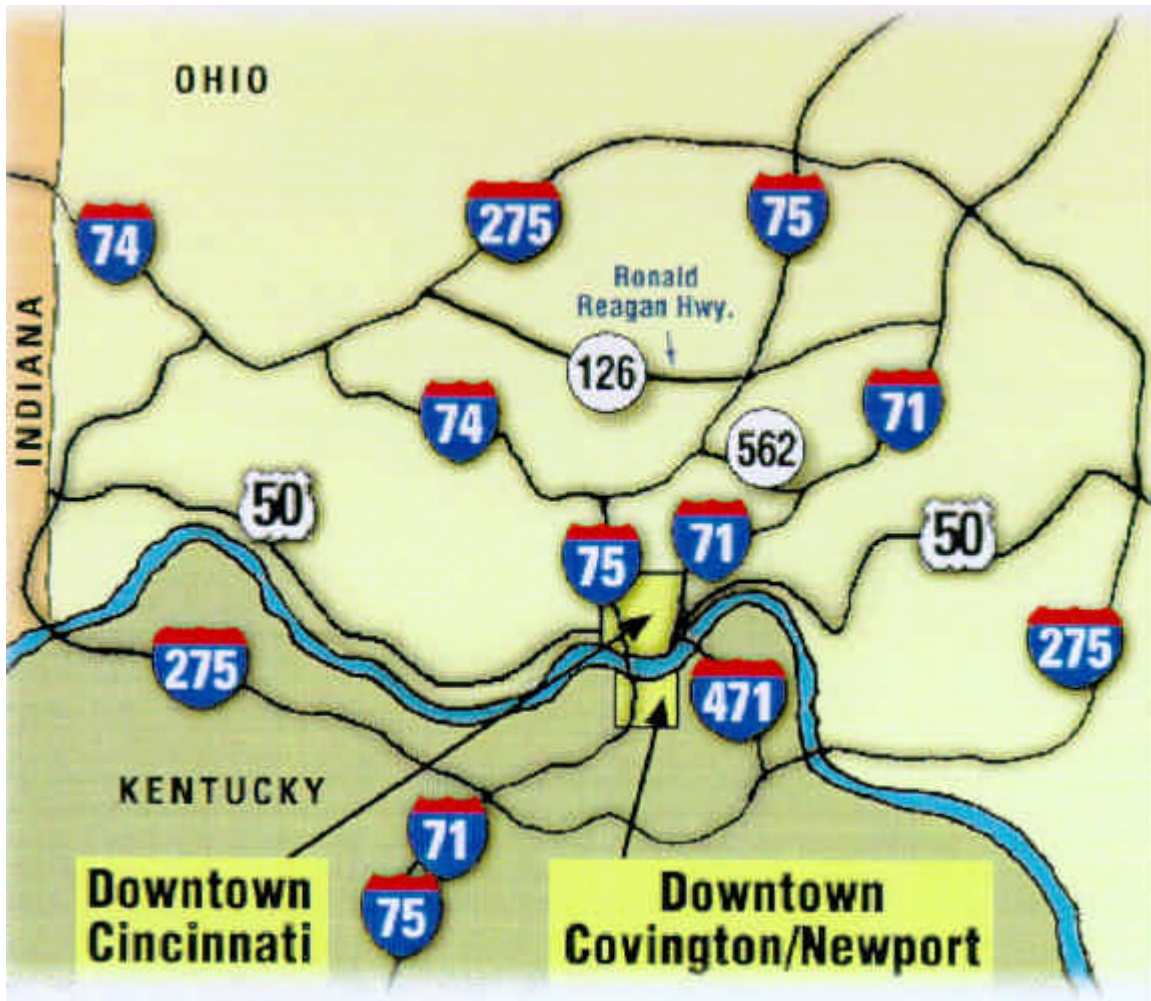 OHIO
74
275
75
Ronald
Reagan Hwy.
INDIANA
126
71
74
562
50
75
71
50
275
471
275
KENTUCKY
71
75
Downtown
Cincinnati
Downtown
Covington/Newport